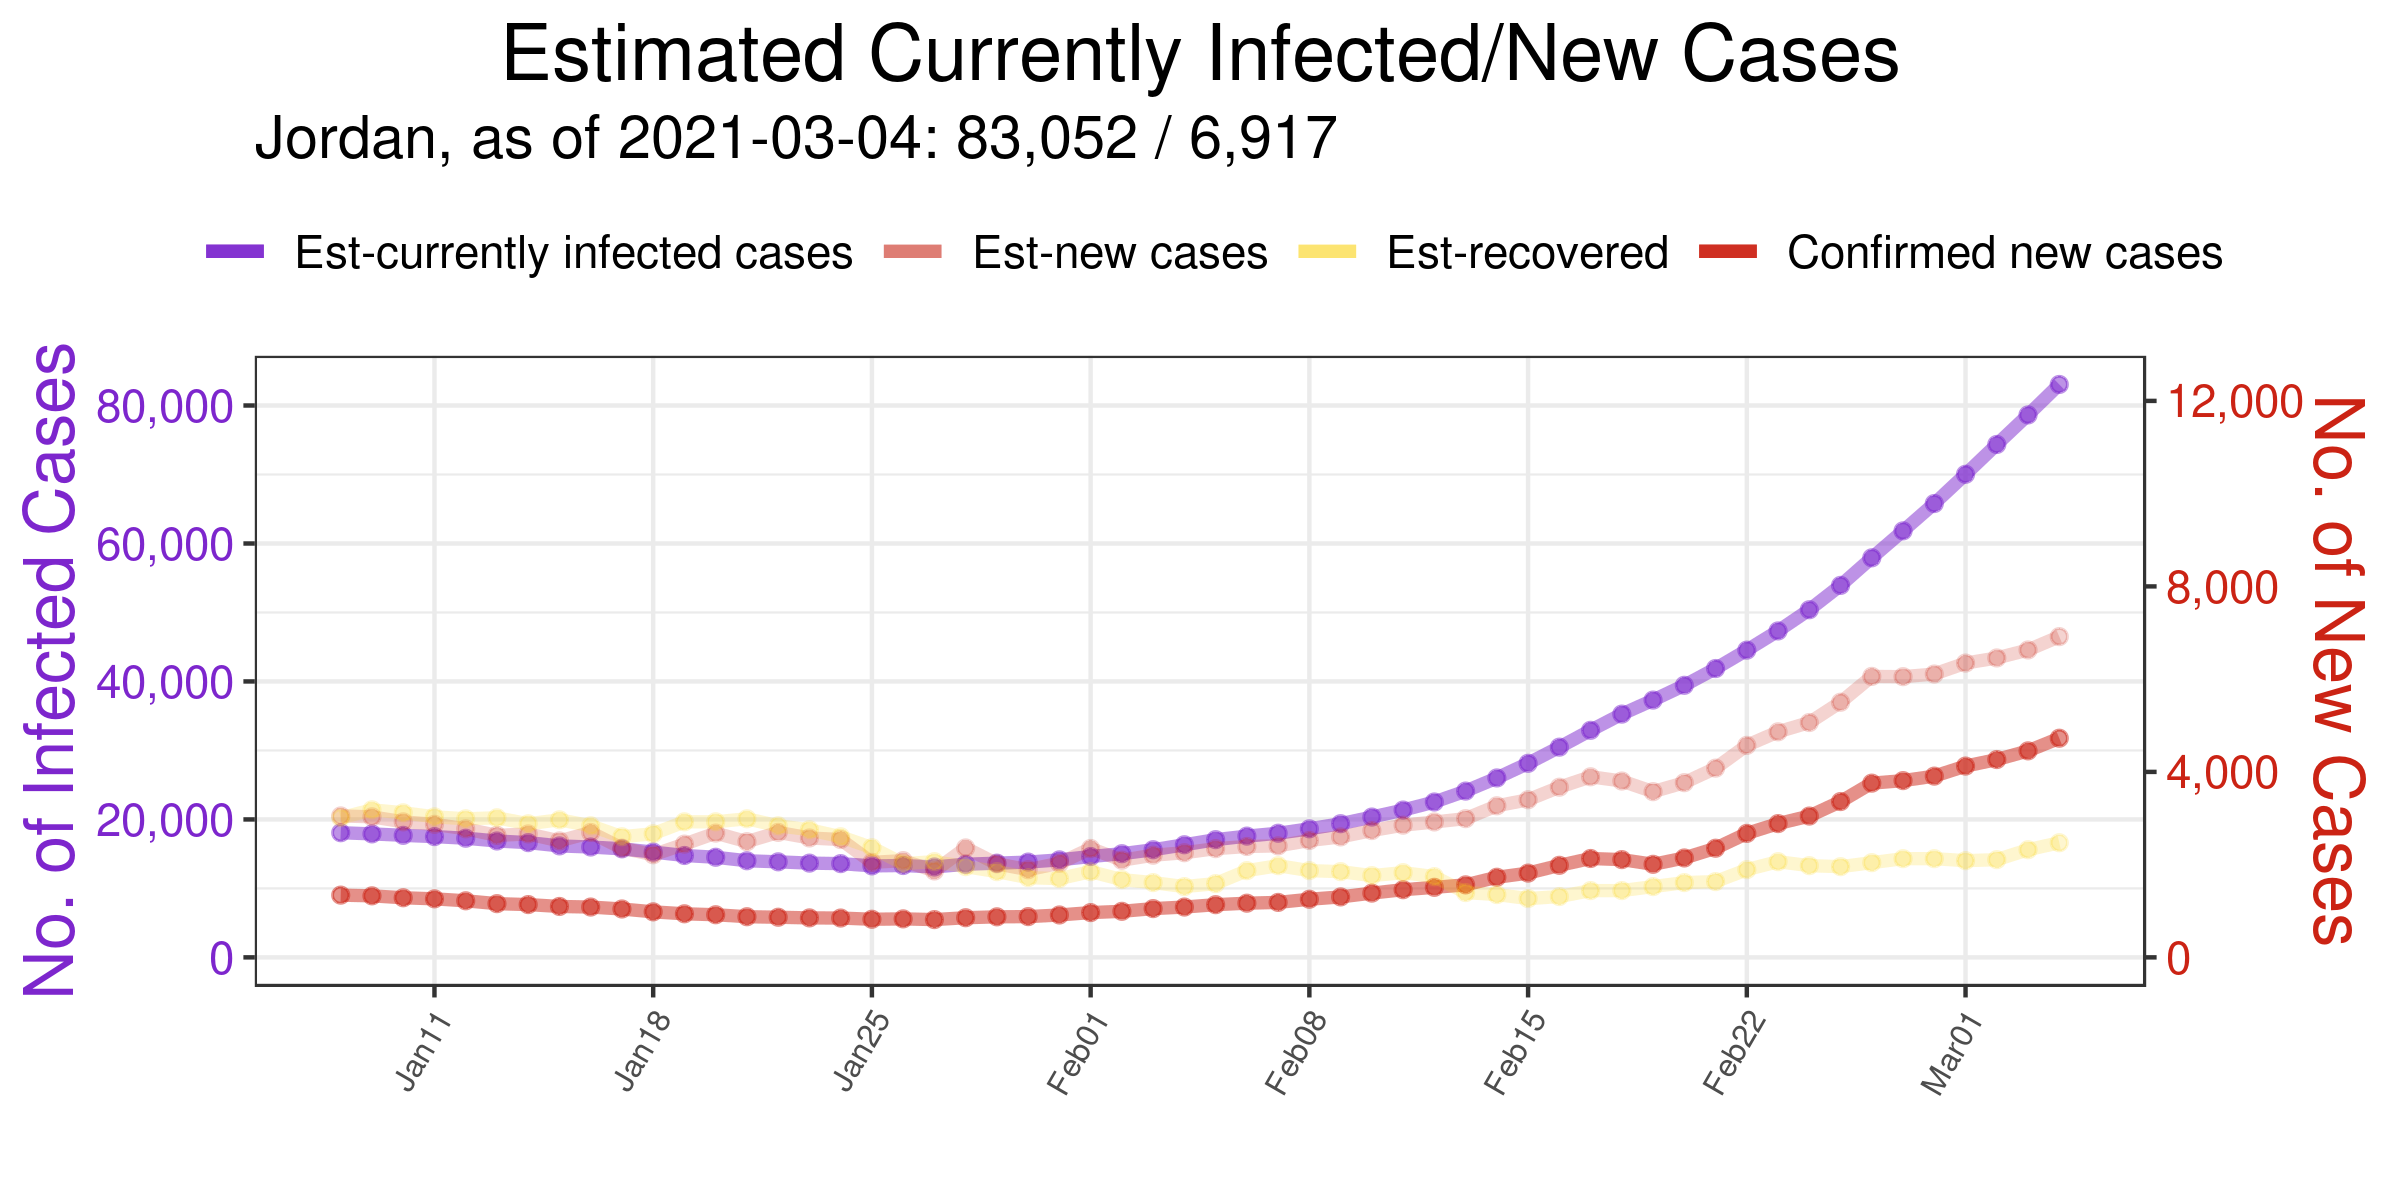 Estimated Currently Infected/New Cases
Jordan, as of 2021-03-04: 83,052 / 6,917
Est-currently infected cases Est-new cases Est-recovered Confirmed new cases
No. of Infected Cases
80,000
60,000
40,000
20,000
0
12,000
8,000
4,000
0
No. of New Cases
Jan11 Jan18 Jan25 Feb01 Feb08 Feb15 Feb22 Mar01